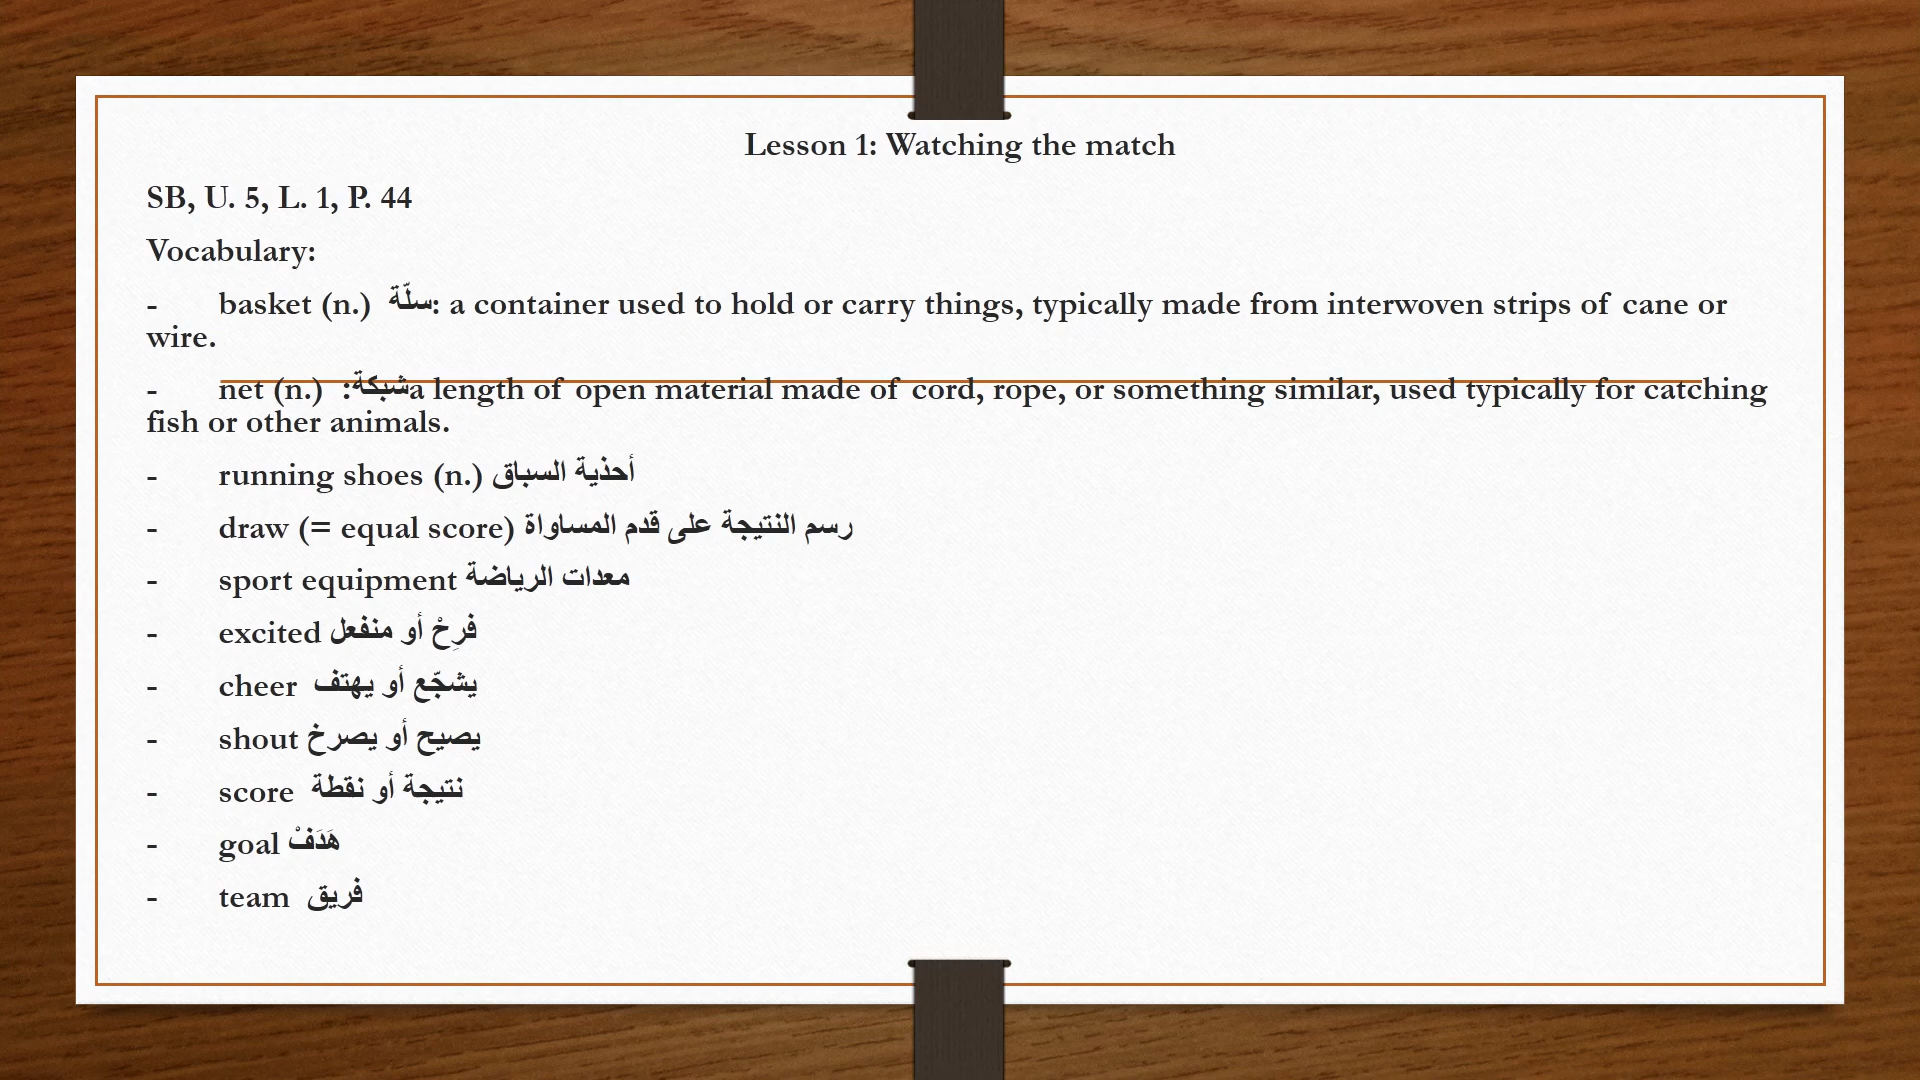 Lesson 1: Watching the match
SB, U. 5, L. 1, P. 44
Vocabulary:
- basket (n.) سلّة: a container used to hold or carry things, typically made from interwoven strips of cane or
wire.
- net (n.) :شبكةa length of open material made of cord, rope, or something similar, used typically for catching
fish or other animals.
- running shoes (n.) أحذية السباق
- draw (= equal score) رسم النتيجة على قدم المساواة
- sport equipment معدات الرياضة
- excited فرِحْ أو منفعل
- cheer يشجّع أو يهتف
- shout يصيح أو يصرخ
- score نتيجة أو نقطة
- goal هَدَفْ
- team فريق